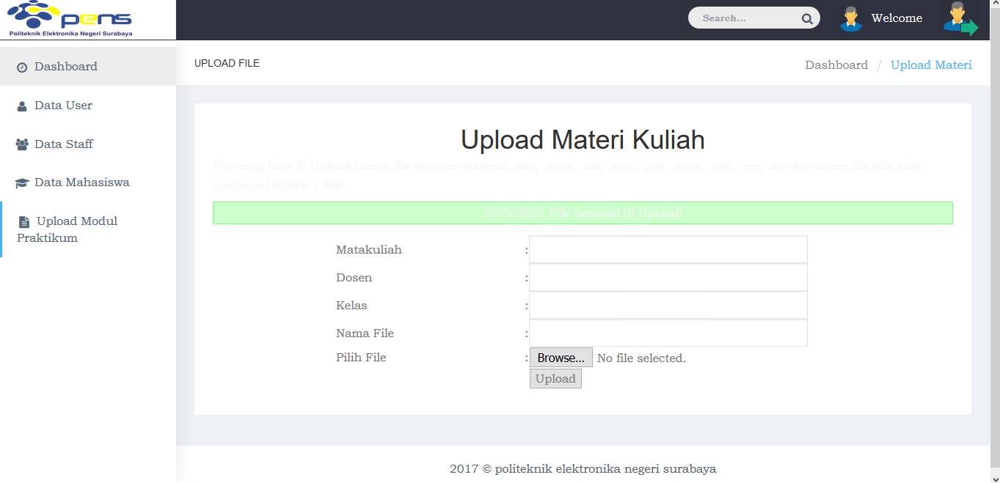 pens
Politeknik Elektronika Negeri Surabaya
Search...
Welcome
Dashboard
Data User
Data Staff
Data Mahasiswa
Upload Modul
Praktikum
UPLOAD FILE
Dashboard / Upload Materi
Upload Materi Kuliah
File yang bisa di Upload hanya file dengan ekstensi .doc, .docx, .xls, .xlsx, .ppt, .pptx, .pdf, .rar, .zip dan besar file (file size)
maksimal hanya 1 MB.
SUCCESS: File berhasil di Upload!
Matakuliah :
Dosen :
Kelas :
Nama File :
Pilih File : Browse... No file selected.
Upload
2017 © politeknik elektronika negeri surabaya